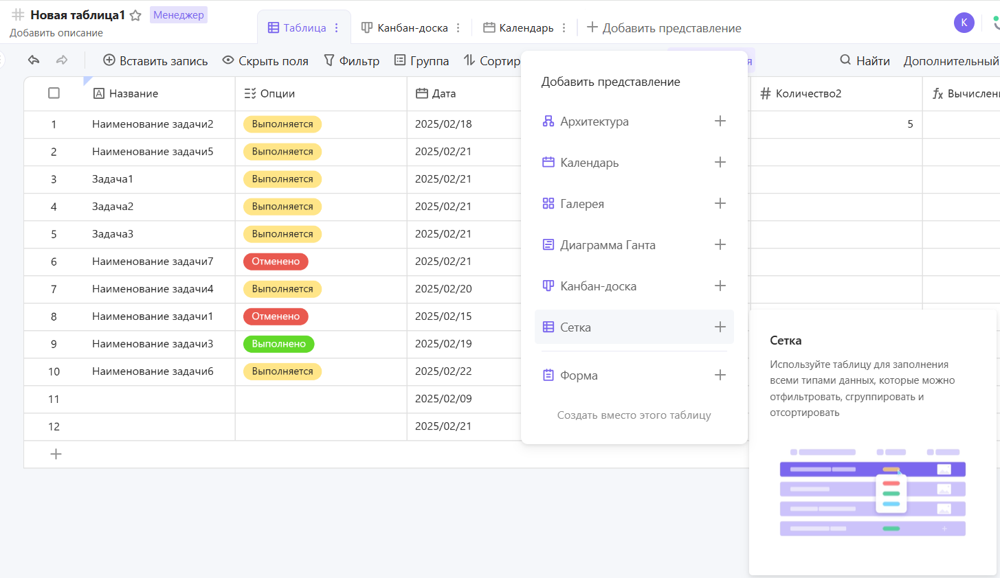 Новая таблица1 Менеджер
Добавить описание
Таблица Канбан-доска Календарь Добавить представление
K
Вставить запись Скрыть поля Фильтр Группа Сортир я Найти Дополнительный
Название Опции Дата Количество2 Вычислен
1 Наименование задачи2 Выполняется 2025/02/18 5
2 Наименование задачи5 Выполняется 2025/02/21
3 Задача1 Выполняется 2025/02/21
4 Задача2 Выполняется 2025/02/21
5 Задача3 Выполняется 2025/02/21
6 Наименование задачи7 Отменено 2025/02/21
7 Наименование задачи4 Выполняется 2025/02/20
8 Наименование задачи1 Отменено 2025/02/15
9 Наименование задачи3 Выполнено 2025/02/19
10 Наименование задачи6 Выполняется 2025/02/22
11 2025/02/09
12 2025/02/21
Добавить представление
Архитектура
Календарь
Галерея
Диаграмма Ганта
Канбан-доска
Сетка
Форма
Создать вместо этого таблицу
Сетка
Используйте таблицу для заполнения
всеми типами данных, которые можно
отфильтровать, сгруппировать и
отсортировать